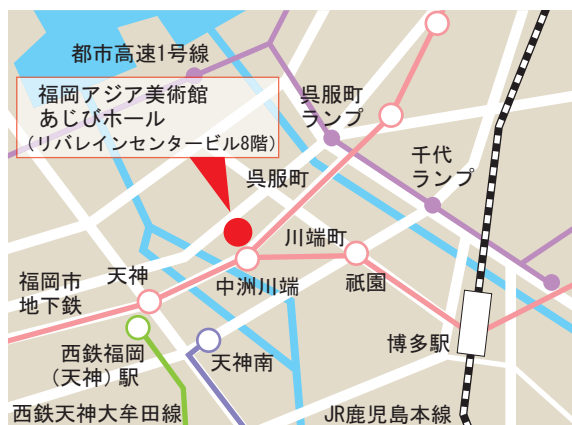 都市高速1号線
福岡アジア美術館
あじびホール
（リバレインセンタービル8階）
呉服町
ランプ
千代
ランプ
呉服町
川端町
福岡市
地下鉄
天神
中洲川端
祇園
西鉄福岡
（天神）駅
天神南
博多駅
西鉄天神大牟田線
JR鹿児島本線